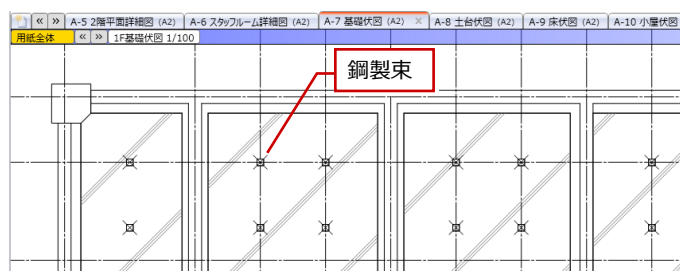 « » A-5 2階平面詳細図 (A2) A-6 スタッフルーム詳細図 (A2) A-7 基礎伏図 (A2) × A-8 土台伏図 (A2) A-9 床伏図 (A2) A-10 小屋伏図
用紙全体 « » 1F基礎伏図 1/100
鋼製束